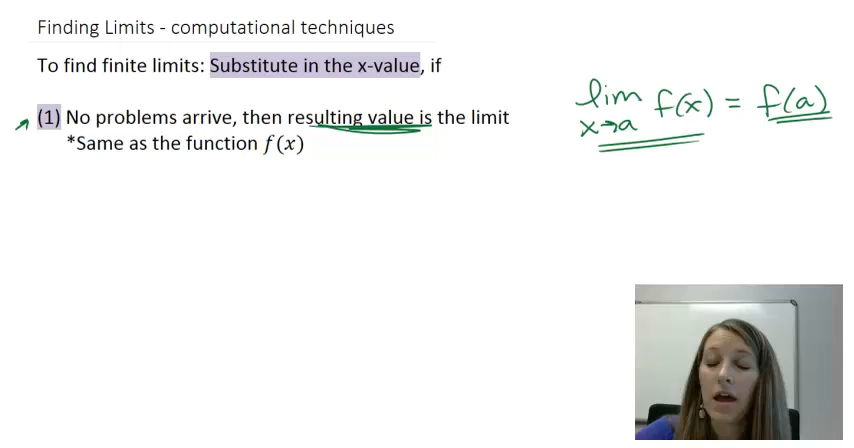 Finding Limits - computational techniques
To find finite limits: Substitute in the x-value, if
(1) No problems arrive, then resulting value is the limit
*Same as the function f(x)
lim f(x) = f(a)
x→a